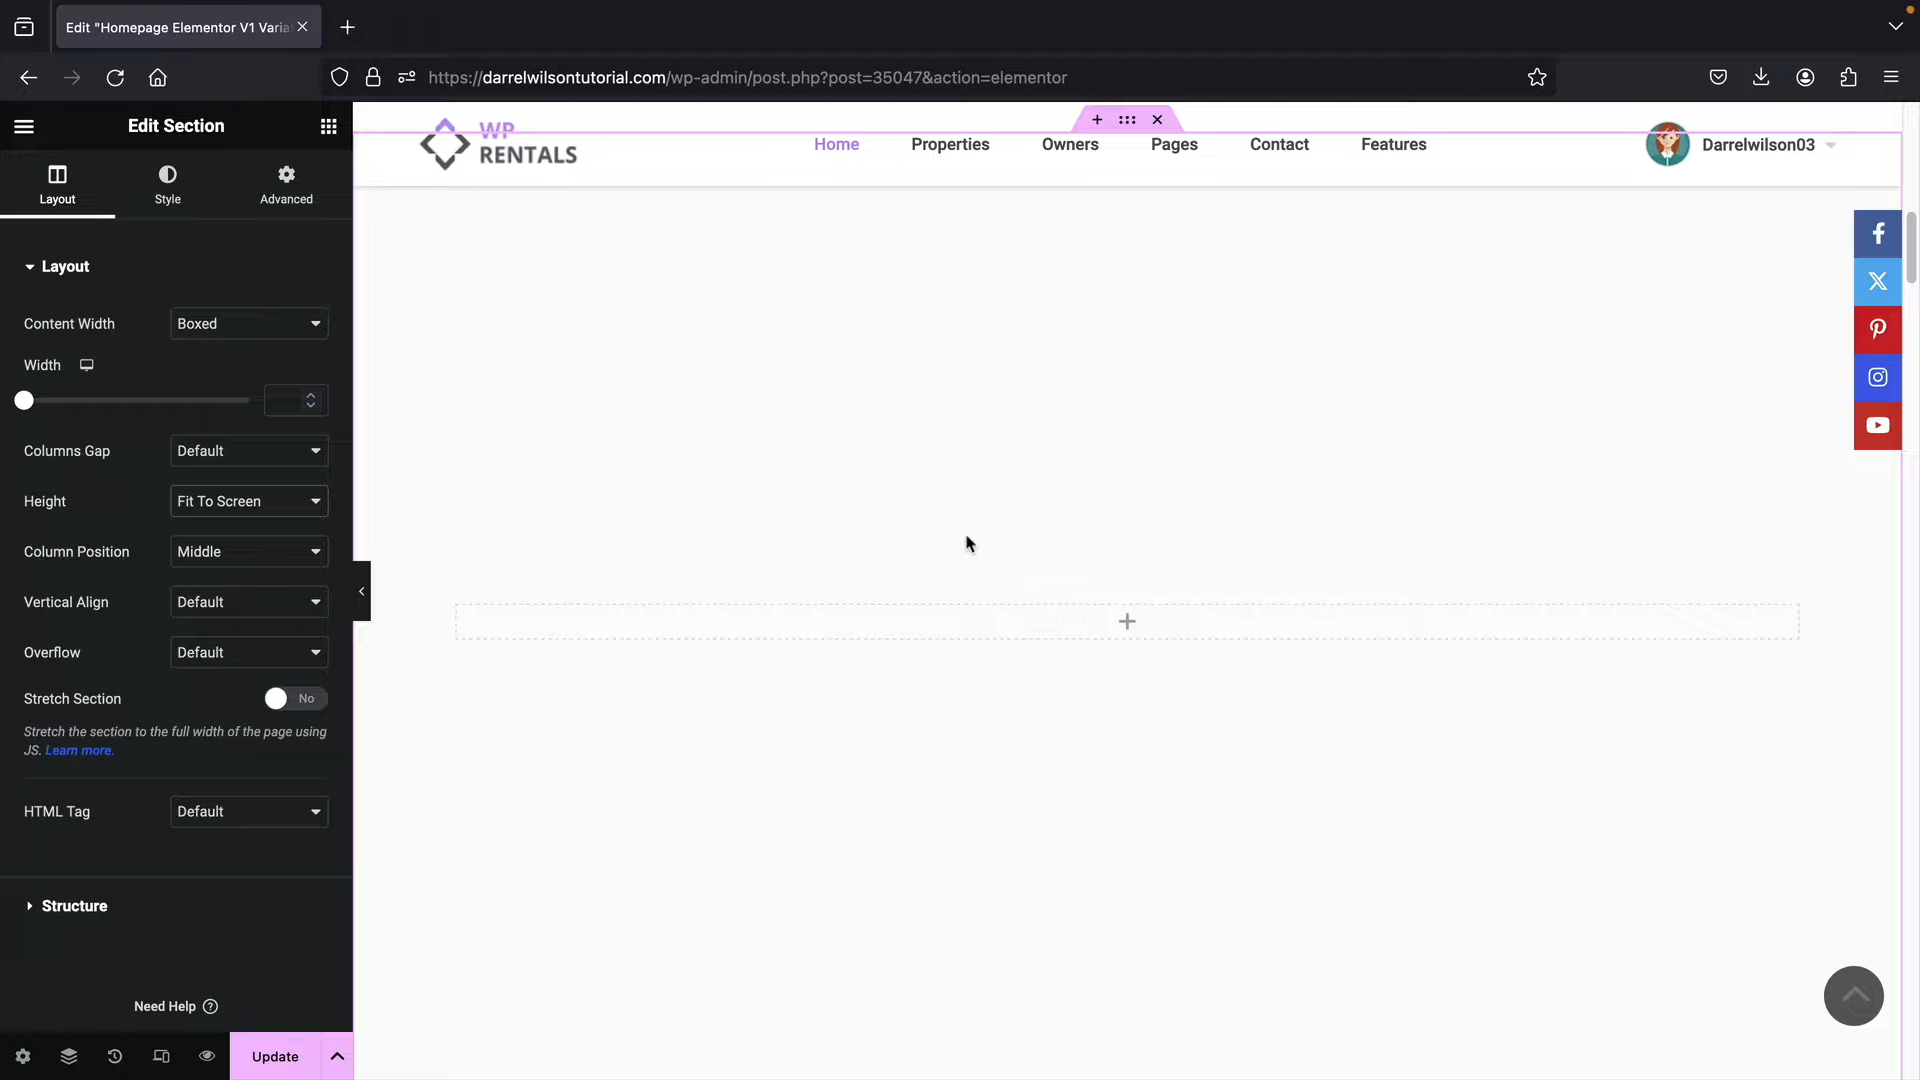 Edit "Homepage Elementor V1 Varia
https://darrelwilsontutorial.com/wp-admin/post.php?post=35047&action=elementor
Edit Section
Layout
Style
Advanced
Layout
Content Width
Boxed
Width
Columns Gap
Default
Height
Fit To Screen
Column Position
Middle
Vertical Align
Default
Overflow
Default
Stretch Section
No
Stretch the section to the full width of the page using
JS. Learn more.
HTML Tag
Default
Structure
Need Help
Update
WP
RENTALS
Home
Properties
Owners
Pages
Contact
Features
Darrelwilson03